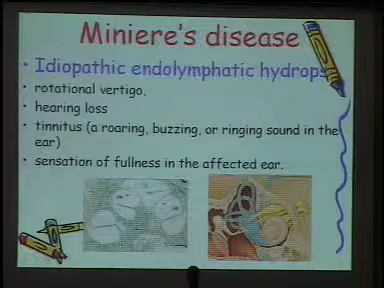 Miniere's disease
• Idiopathic endolymphatic hydrops
• rotational vertigo.
• hearing loss
• tinnitus (a roaring, buzzing, or ringing sound in the
ear)
• sensation of fullness in the affected ear.